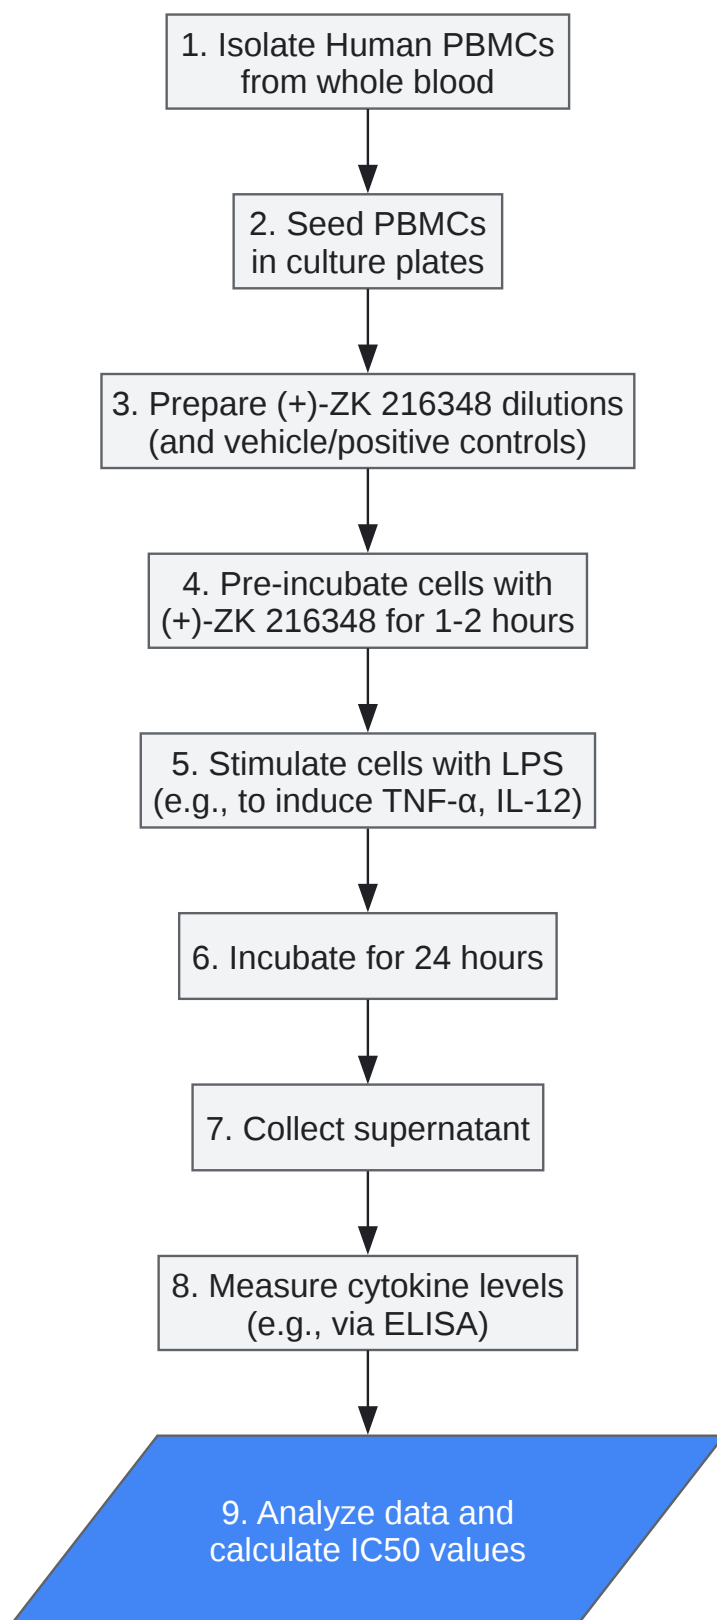 1. Isolate Human PBMCs
from whole blood
2. Seed PBMCs
in culture plates
3. Prepare (+)-ZK 216348 dilutions
(and vehicle/positive controls)
4. Pre-incubate cells with
(+)-ZK 216348 for 1-2 hours
5. Stimulate cells with LPS
(e.g., to induce TNF-α, IL-12)
6. Incubate for 24 hours
7. Collect supernatant
8. Measure cytokine levels
(e.g., via ELISA)
9. Analyze data and
calculate IC50 values